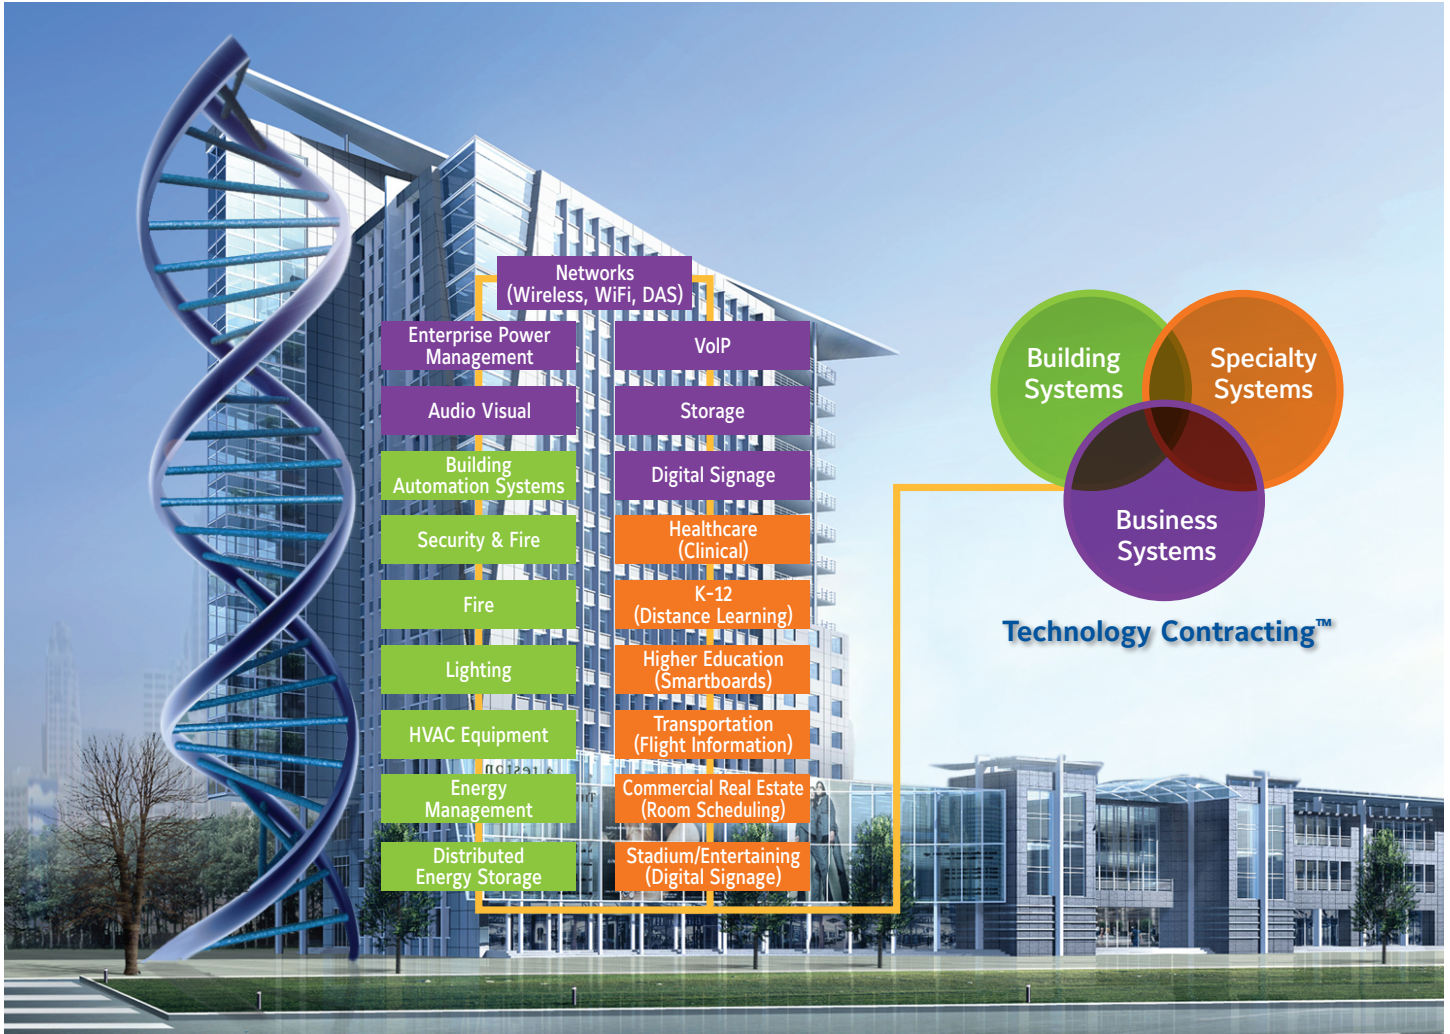 Networks
(Wireless, WiFi, DAS)
Enterprise Power
Management
VoIP
Audio Visual
Storage
Building
Automation Systems
Digital Signage
Security & Fire
Healthcare
(Clinical)
Fire
K-12
(Distance Learning)
Lighting
Higher Education
(Smartboards)
HVAC Equipment
Transportation
(Flight Information)
Energy
Management
Commercial Real Estate
(Room Scheduling)
Distributed
Energy Storage
Stadium/Entertaining
(Digital Signage)
Building
Systems
Specialty
Systems
Business
Systems
Technology Contracting™